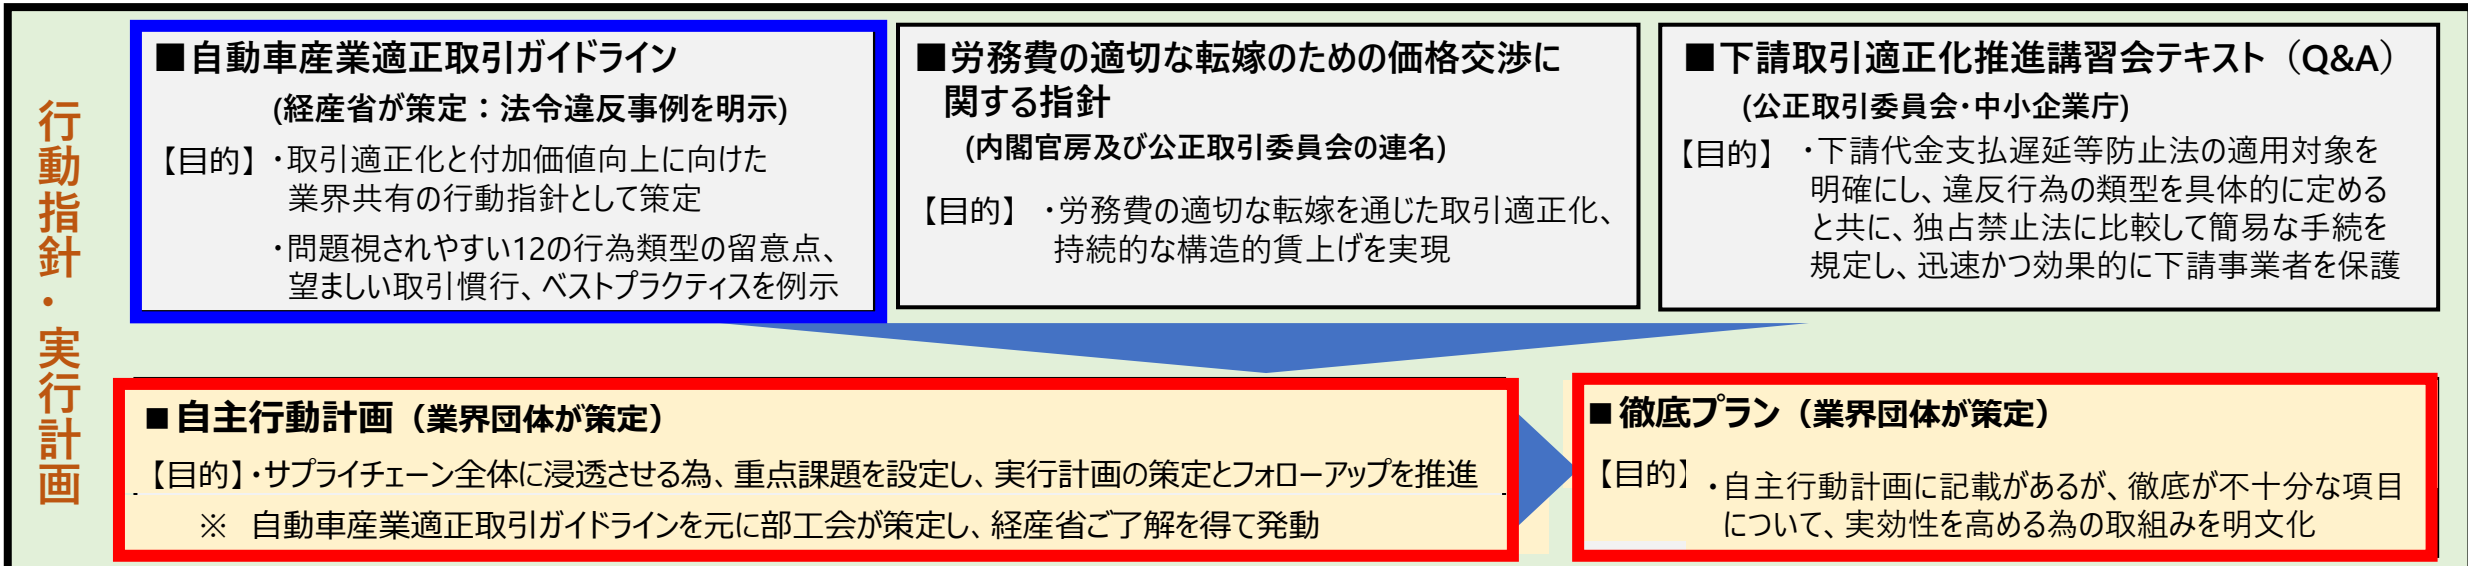 行動指針・実行計画
■自動車産業適正取引ガイドライン
(経産省が策定：法令違反事例を明示)
【目的】・取引適正化と付加価値向上に向けた
業界共有の行動指針として策定
・問題視されやすい12の行為類型の留意点、
望ましい取引慣行、ベストプラクティスを例示
■労務費の適切な転嫁のための価格交渉に
関する指針
(内閣官房及び公正取引委員会の連名)
【目的】・労務費の適切な転嫁を通じた取引適正化、
持続的な構造的賃上げを実現
■下請取引適正化推進講習会テキスト（Q&A）
(公正取引委員会・中小企業庁)
【目的】・下請代金支払遅延等防止法の適用対象を
明確にし、違反行為の類型を具体的に定める
と共に、独占禁止法に比較して簡易な手続を
規定し、迅速かつ効果的に下請事業者を保護
■自主行動計画（業界団体が策定）
【目的】・サプライチェーン全体に浸透させる為、重点課題を設定し、実行計画の策定とフォローアップを推進
※ 自動車産業適正取引ガイドラインを元に部工会が策定し、経産省ご了解を得て発動
■徹底プラン（業界団体が策定）
【目的】・自主行動計画に記載があるが、徹底が不十分な項目
について、実効性を高める為の取組みを明文化